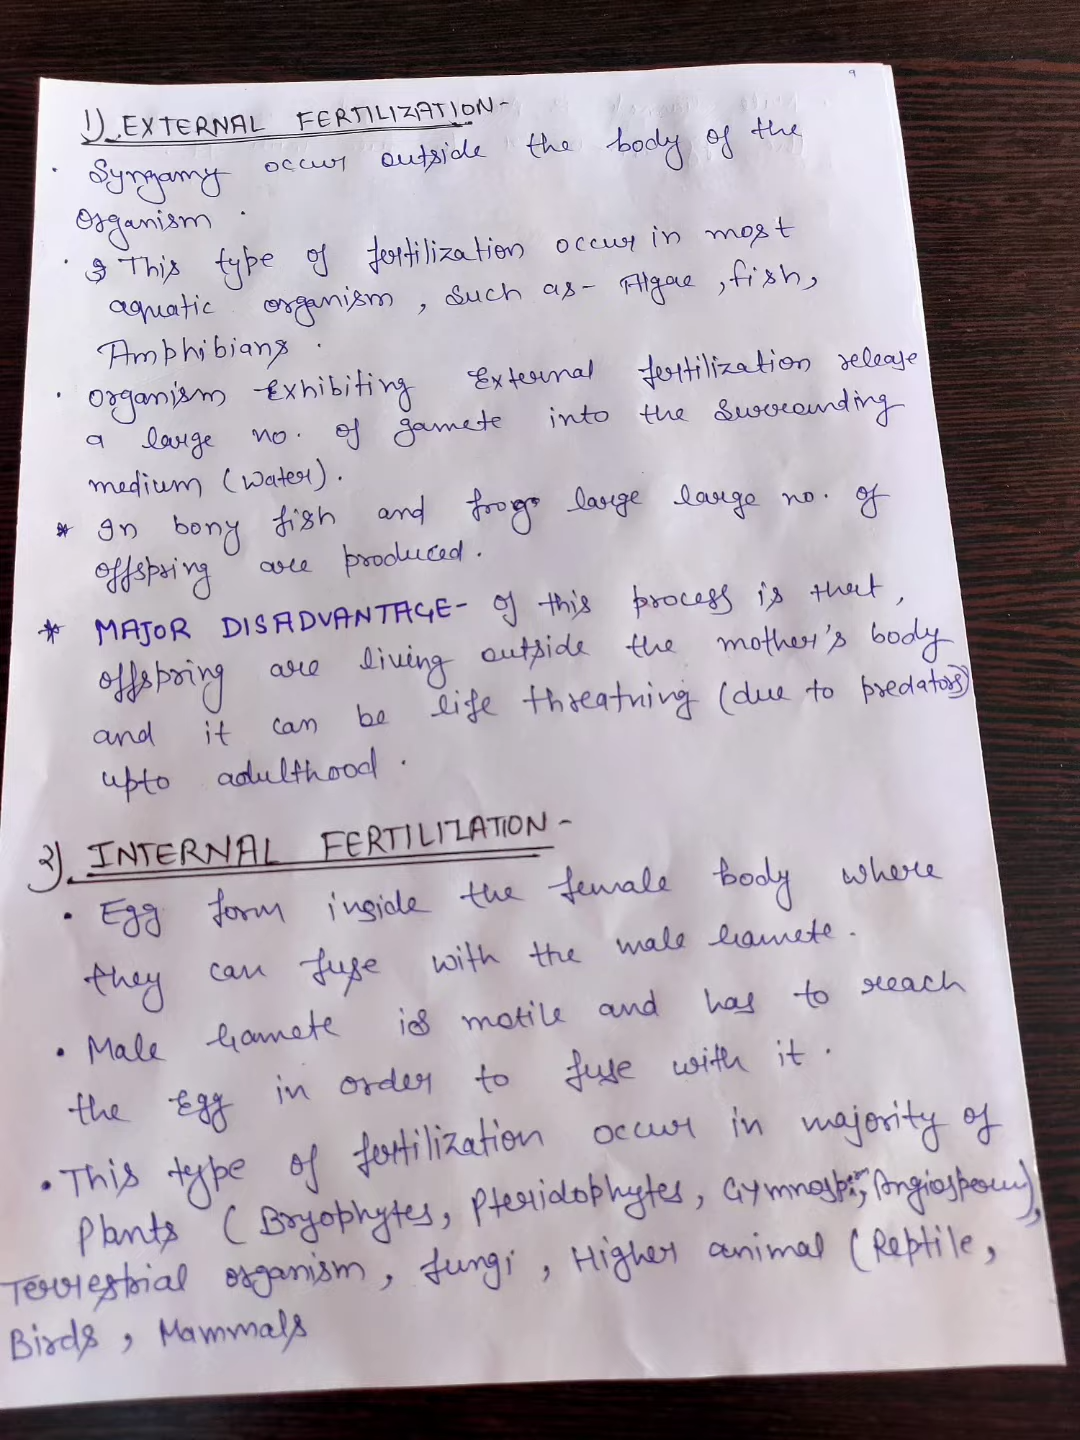 1). EXTERNAL FERTILIZATION-
· Syngamy occur outside the body of the
Organism.
· This type of fertilization occur in most
aquatic organism, Such as- Algae, fish,
Amphibians.
· Organism Exhibiting External fertilization release
a large no. of gamete into the surrounding
medium (water).
* In bony fish and frog large large no. of
offspring are produced.
* MAJOR DISADVANTAGE- of this process is that,
offspring are living outside the mother's body
and it can be life threatning (due to predators)
upto adulthood.
2). INTERNAL FERTILIZATION-
· Egg form inside the female body where
they can fuse with the male Gamete.
· Male Gamete is motile and has to reach
the Egg in order to fuse with it.
· This type of fertilization occur in majority of
Plants (Bryophytes, Pteridophytes, Gymnosp, Angiosperm),
Terrestrial organism, fungi, Higher animal (Reptile,
Birds, Mammals